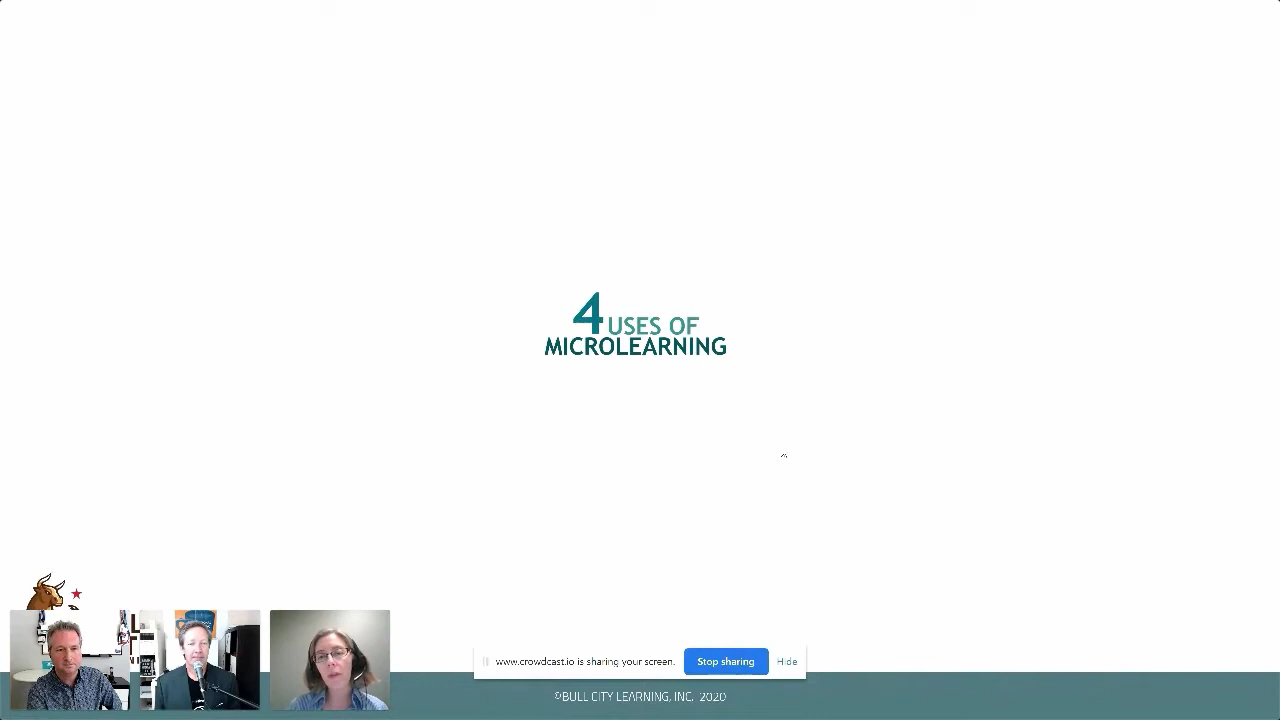 4 USES OF
MICROLEARNING
www.crowdcast.io is sharing your screen.
Stop sharing
Hide
©BULL CITY LEARNING, INC. 2020